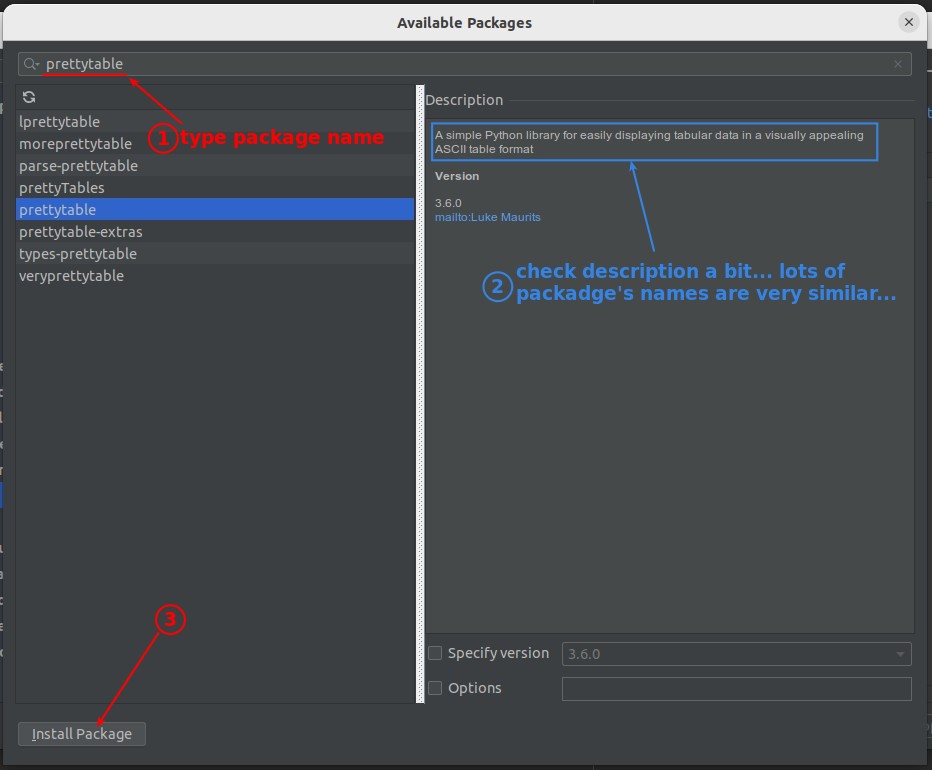 Available Packages
prettytable
lprettytable
moreprettytable
parse-prettytable
prettyTables
prettytable
prettytable-extras
types-prettytable
veryprettytable
1 type package name
Description
A simple Python library for easily displaying tabular data in a visually appealing
ASCII table format
Version
3.6.0
mailto:Luke Maurits
2 check description a bit... lots of
packadge's names are very similar...
3
Specify version 3.6.0
Options
Install Package